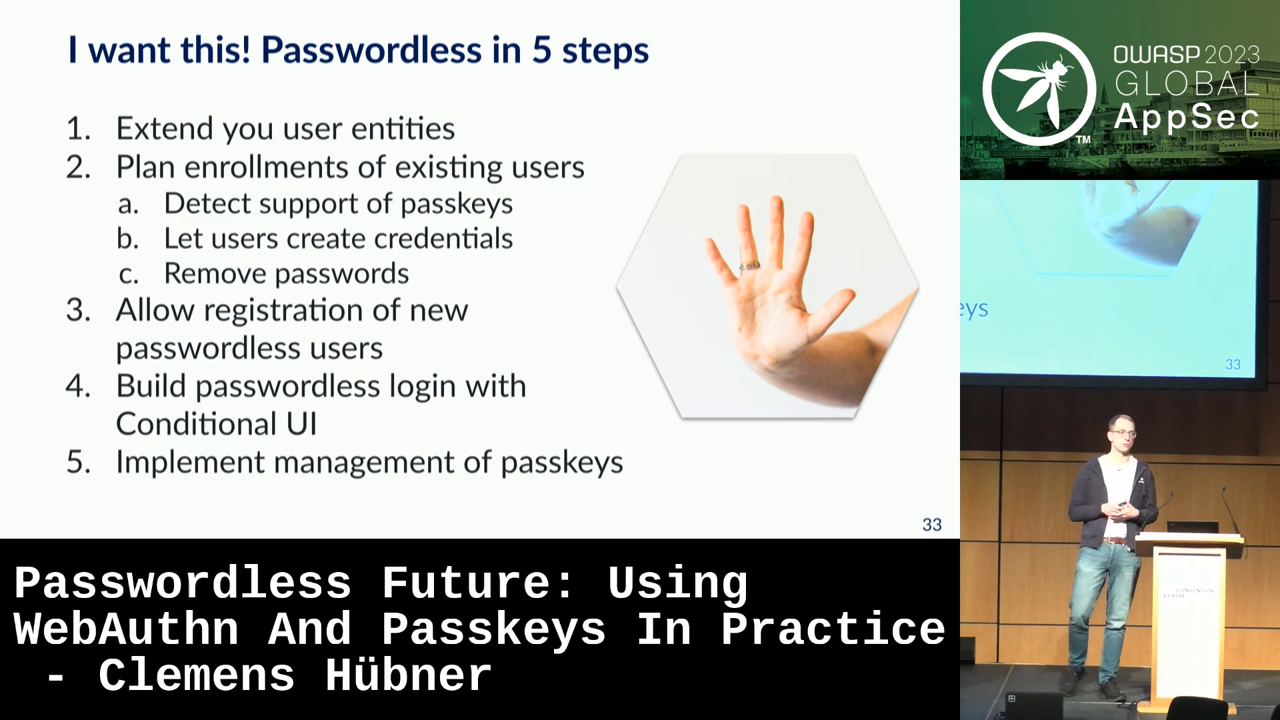 I want this! Passwordless in 5 steps
1. Extend you user entities
2. Plan enrollments of existing users
a. Detect support of passkeys
b. Let users create credentials
c. Remove passwords
3. Allow registration of new
passwordless users
4. Build passwordless login with
Conditional UI
5. Implement management of passkeys
33
OWASP 2023
GLOBAL
AppSec
TM
eys
33
CONVENTION
CENTRE
Passwordless Future: Using
WebAuthn And Passkeys In Practice
- Clemens Hübner